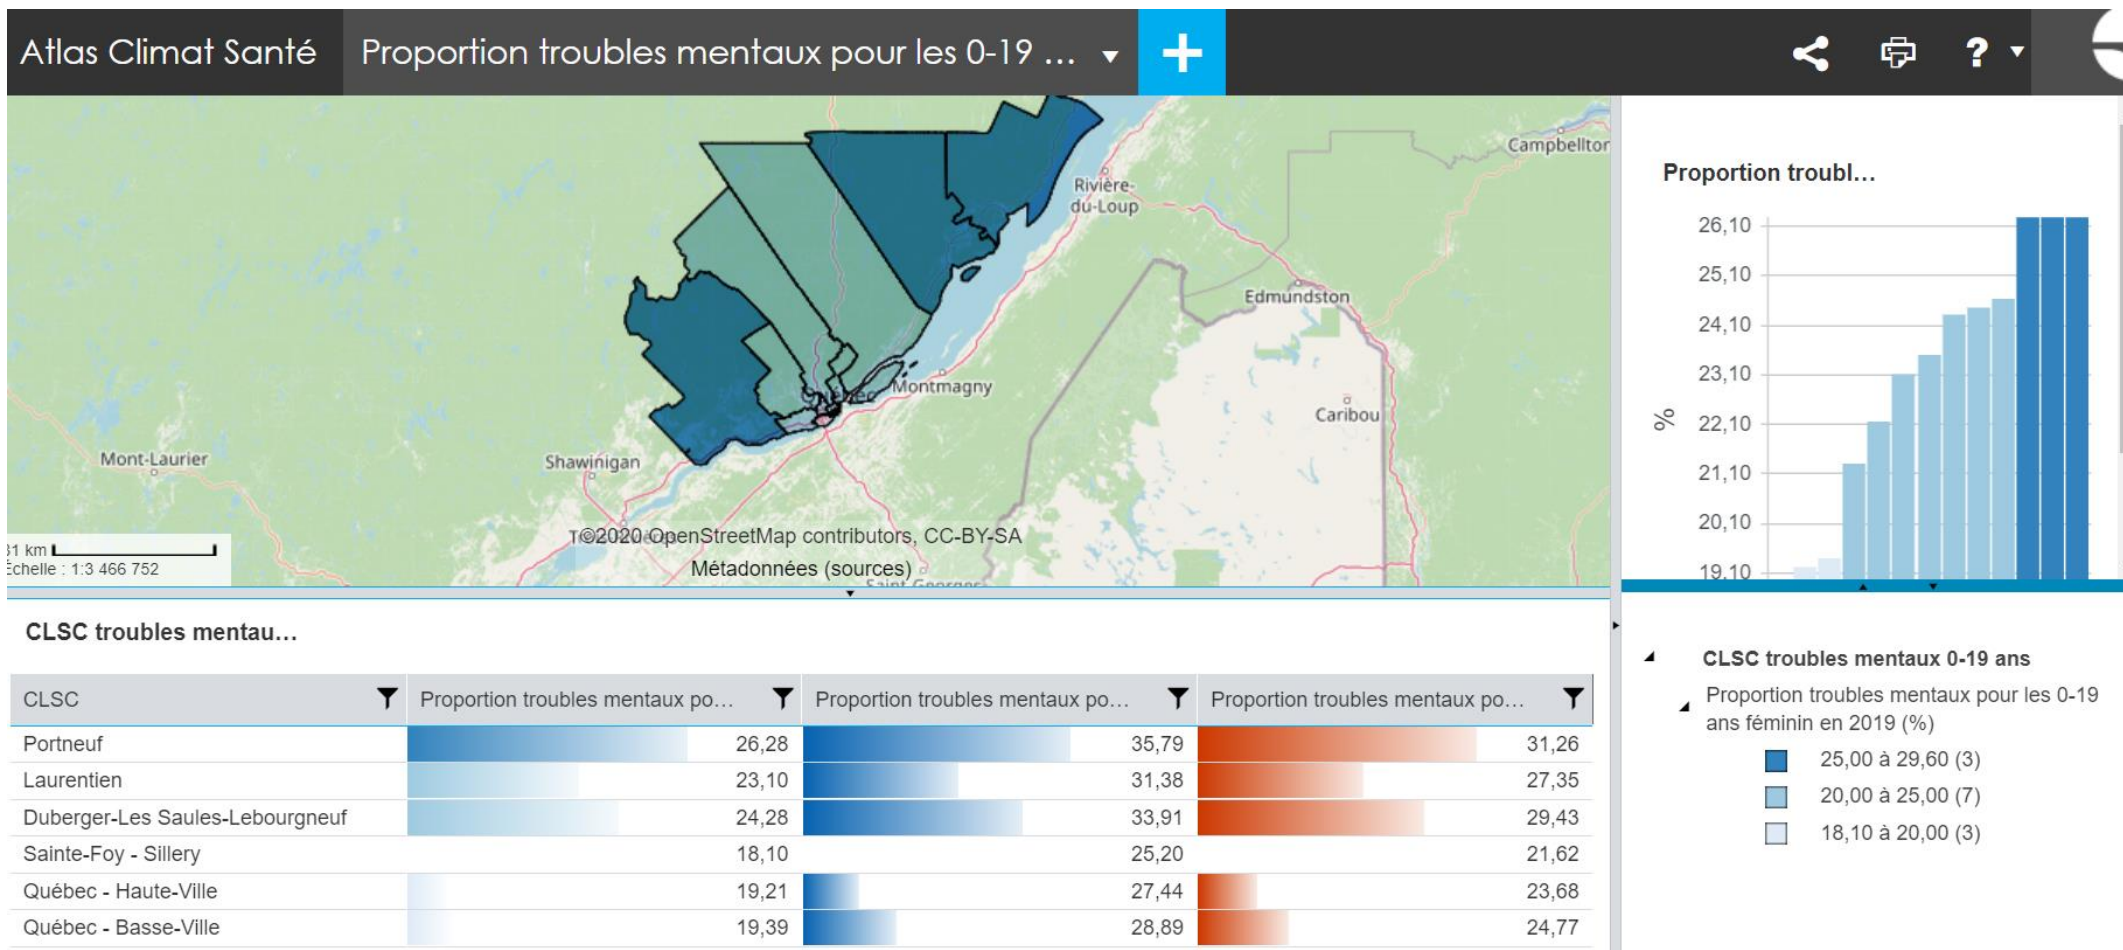 Atlas Climat Santé
Proportion troubles mentaux pour les 0-19 ...
?
Campbellton
Rivière-
du-Loup
Edmundston
Montmagny
Caribou
Mont-Laurier
Shawinigan
©2020 OpenStreetMap contributors, CC-BY-SA
Métadonnées (sources)
31 km
Échelle : 1:3 466 752
Proportion troubl...
26,10
25,10
24,10
23,10
%
22,10
21,10
20,10
19,10
CLSC troubles mentau...
CLSC
Proportion troubles mentaux po...
Proportion troubles mentaux po...
Proportion troubles mentaux po...
Portneuf 26,28 35,79 31,26
Laurentien 23,10 31,38 27,35
Duberger-Les Saules-Lebourgneuf 24,28 33,91 29,43
Sainte-Foy - Sillery 18,10 25,20 21,62
Québec - Haute-Ville 19,21 27,44 23,68
Québec - Basse-Ville 19,39 28,89 24,77
CLSC troubles mentaux 0-19 ans
Proportion troubles mentaux pour les 0-19
ans féminin en 2019 (%)
25,00 à 29,60 (3)
20,00 à 25,00 (7)
18,10 à 20,00 (3)